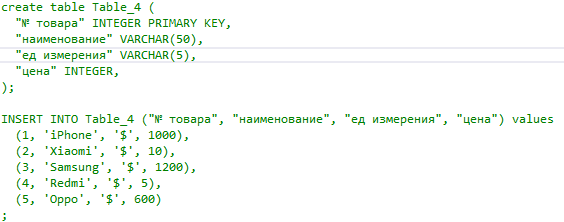 create table Table_4 (
"№ товара" INTEGER PRIMARY KEY,
"наименование" VARCHAR(50),
"ед измерения" VARCHAR(5),
"цена" INTEGER,
);
INSERT INTO Table_4 ("№ товара", "наименование", "ед измерения", "цена") values
(1, 'iPhone', '$', 1000),
(2, 'Xiaomi', '$', 10),
(3, 'Samsung', '$', 1200),
(4, 'Redmi', '$', 5),
(5, 'Oppo', '$', 600)
;